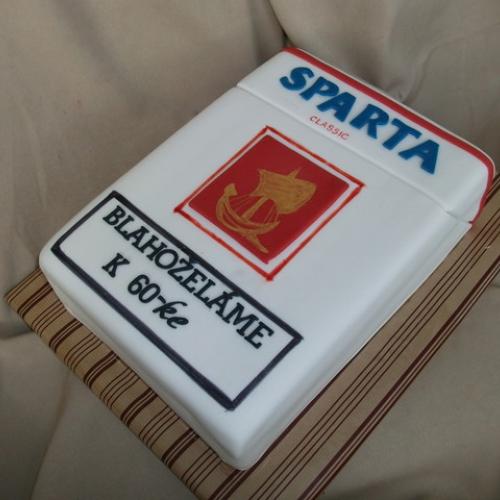 SPARTA
CLASSIC
BLAHOŽELÁME
K 60-ke